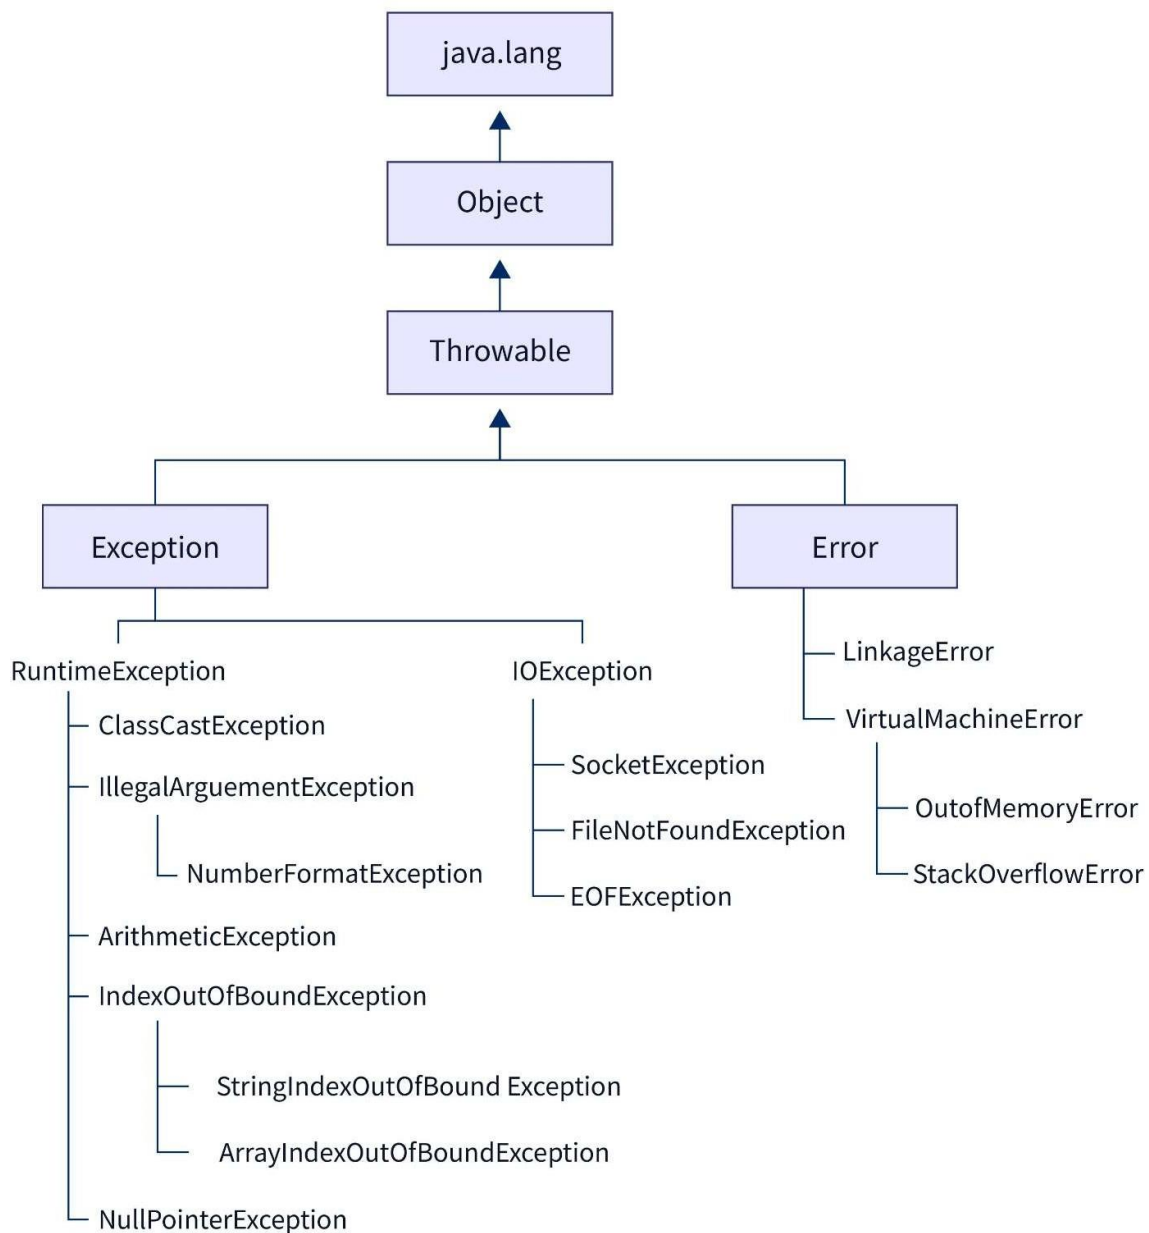 java.lang
Object
Throwable
Exception
Error
RuntimeException
ClassCastException
IllegalArguementException
NumberFormatException
ArithmeticException
IndexOutOfBoundException
StringIndexOutOfBound Exception
ArrayIndexOutOfBoundException
NullPointerException
IOException
SocketException
FileNotFoundException
EOFException
LinkageError
VirtualMachineError
OutofMemoryError
StackOverflowError